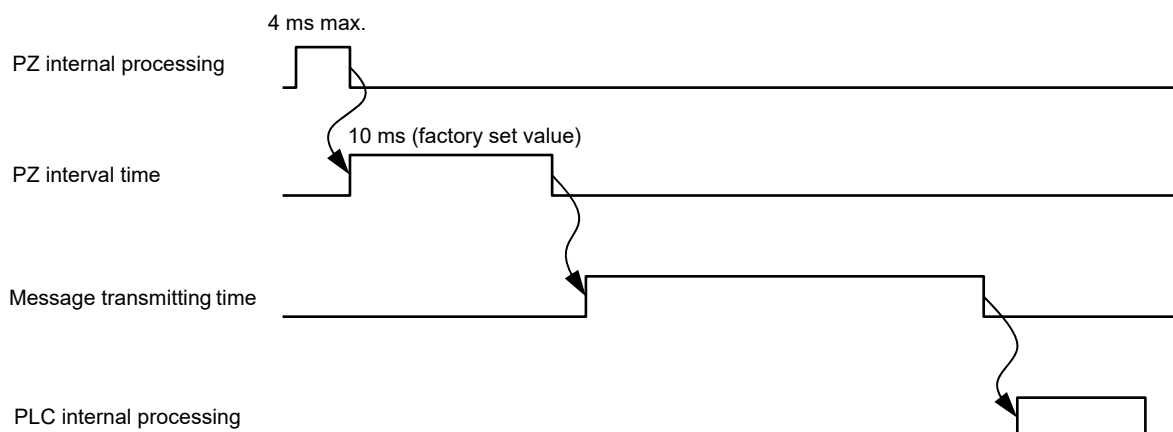 4 ms max.
PZ internal processing
10 ms (factory set value)
PZ interval time
Message transmitting time
PLC internal processing